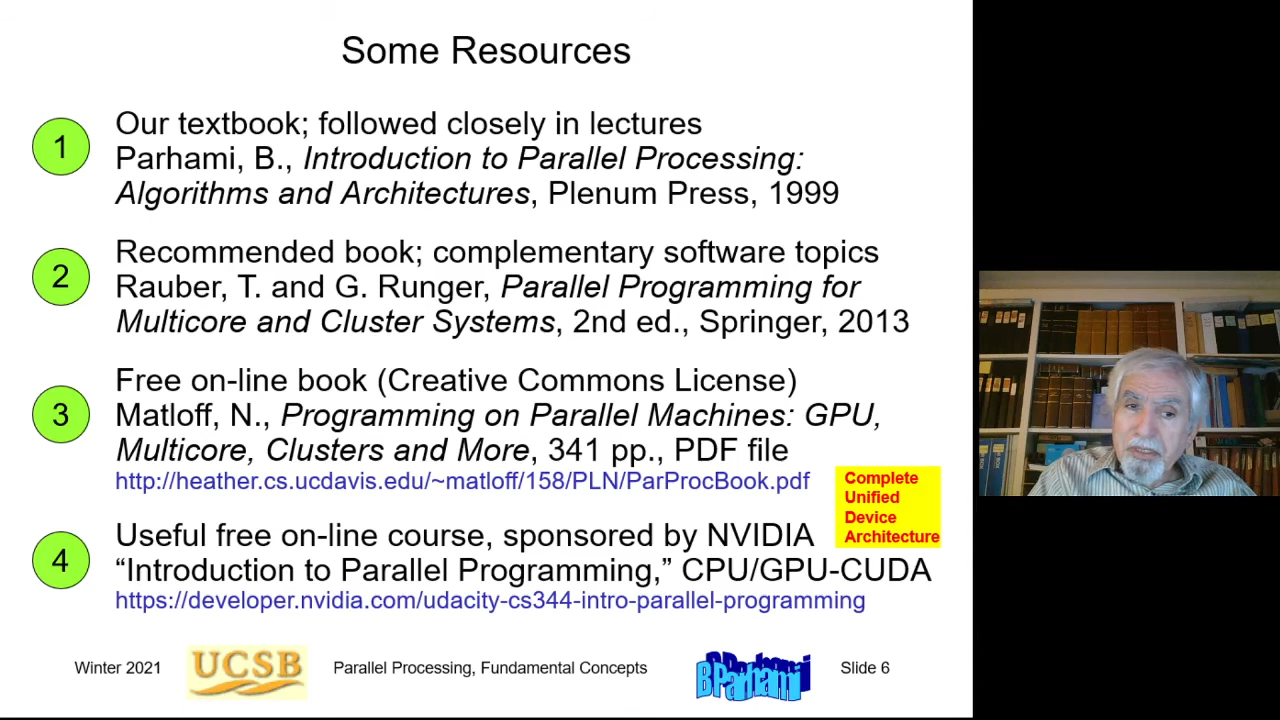 Some Resources
1
Our textbook; followed closely in lectures
Parhami, B., Introduction to Parallel Processing:
Algorithms and Architectures, Plenum Press, 1999
2
Recommended book; complementary software topics
Rauber, T. and G. Runger, Parallel Programming for
Multicore and Cluster Systems, 2nd ed., Springer, 2013
3
Free on-line book (Creative Commons License)
Matloff, N., Programming on Parallel Machines: GPU,
Multicore, Clusters and More, 341 pp., PDF file
http://heather.cs.ucdavis.edu/~matloff/158/PLN/ParProcBook.pdf
Complete
Unified
Device
Architecture
4
Useful free on-line course, sponsored by NVIDIA
“Introduction to Parallel Programming,” CPU/GPU-CUDA
https://developer.nvidia.com/udacity-cs344-intro-parallel-programming
Winter 2021
UCSB
Parallel Processing, Fundamental Concepts
BParhami
Slide 6